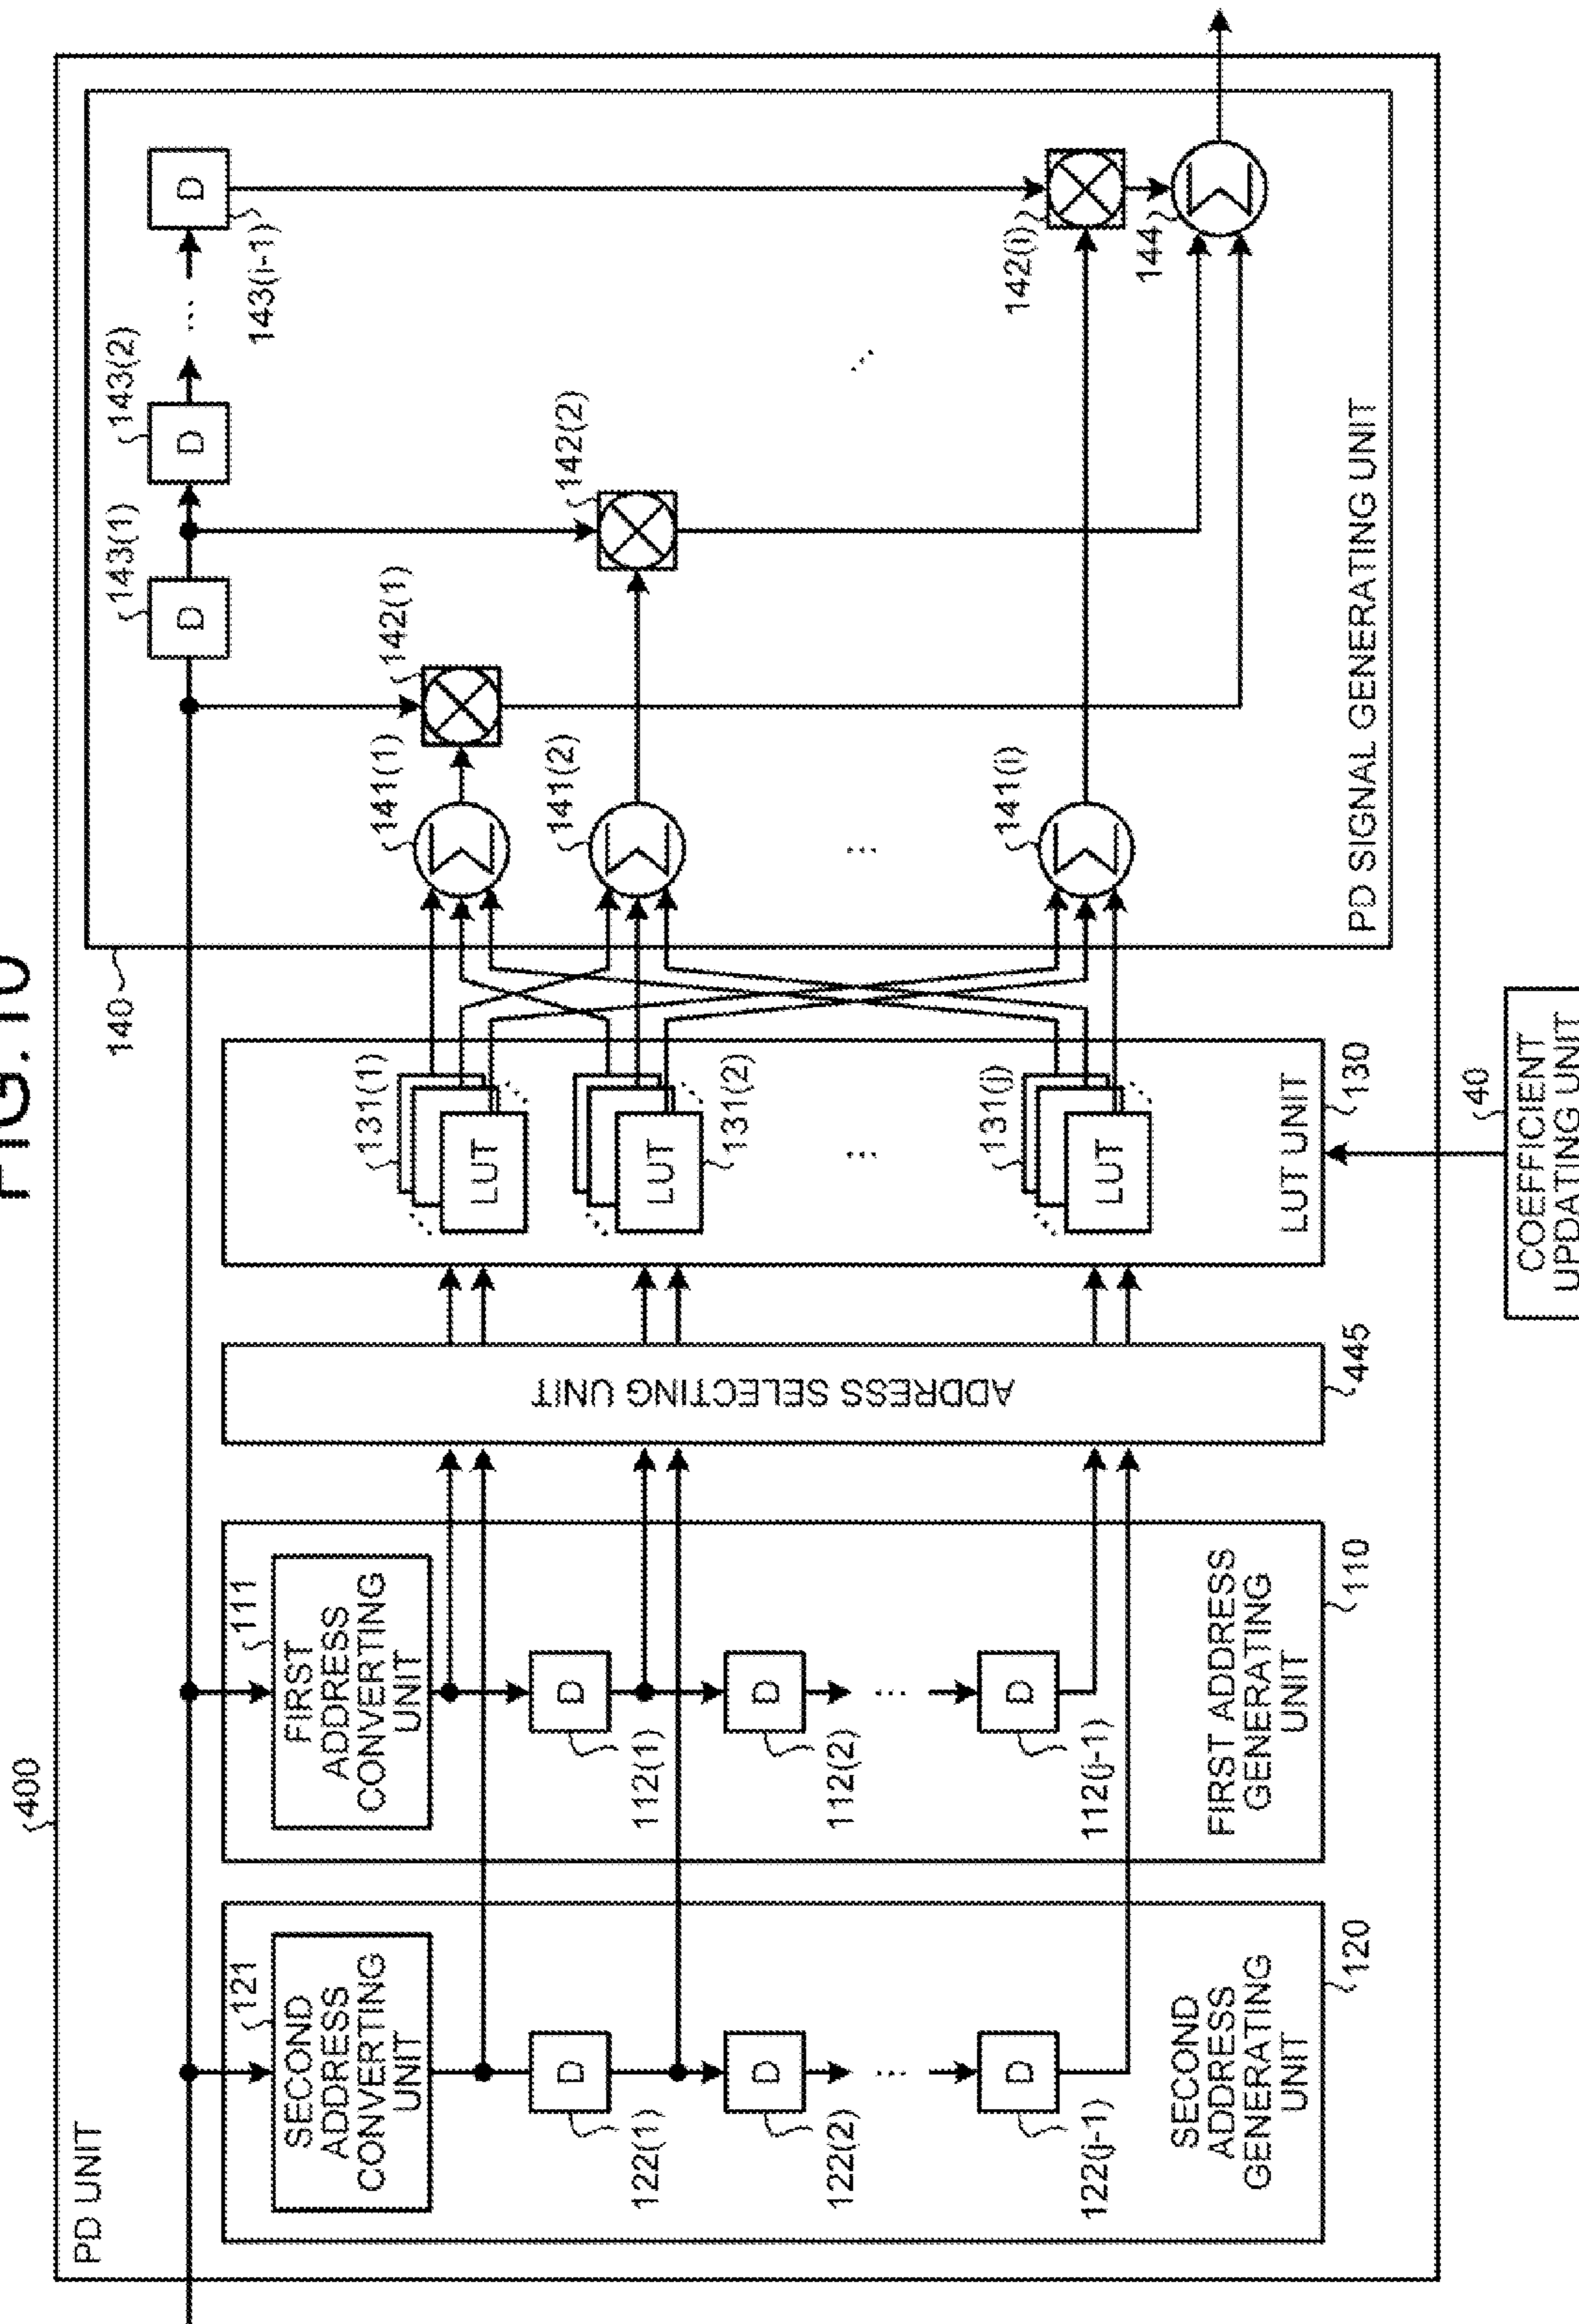 FIG.10
400
PD UNIT
121
SECOND
ADDRESS
CONVERTING
UNIT
D
122(1)
D
122(2)
...
D
122(j-1)
SECOND
ADDRESS
GENERATING
UNIT
120
111
FIRST
ADDRESS
CONVERTING
UNIT
D
112(1)
D
112(2)
...
D
112(j-1)
FIRST ADDRESS
GENERATING
UNIT
110
ADDRESS SELECTING UNIT
445
131(1)
LUT
LUT
131(2)
...
131(j)
LUT
LUT UNIT
130
40
COEFFICIENT
UPDATING UNIT
140
143(1)
D
143(2)
D
...
D
143(i-1)
141(1)
Σ
142(1)
141(2)
Σ
142(2)
...
...
141(i)
Σ
142(i)
144
Σ
PD SIGNAL GENERATING UNIT